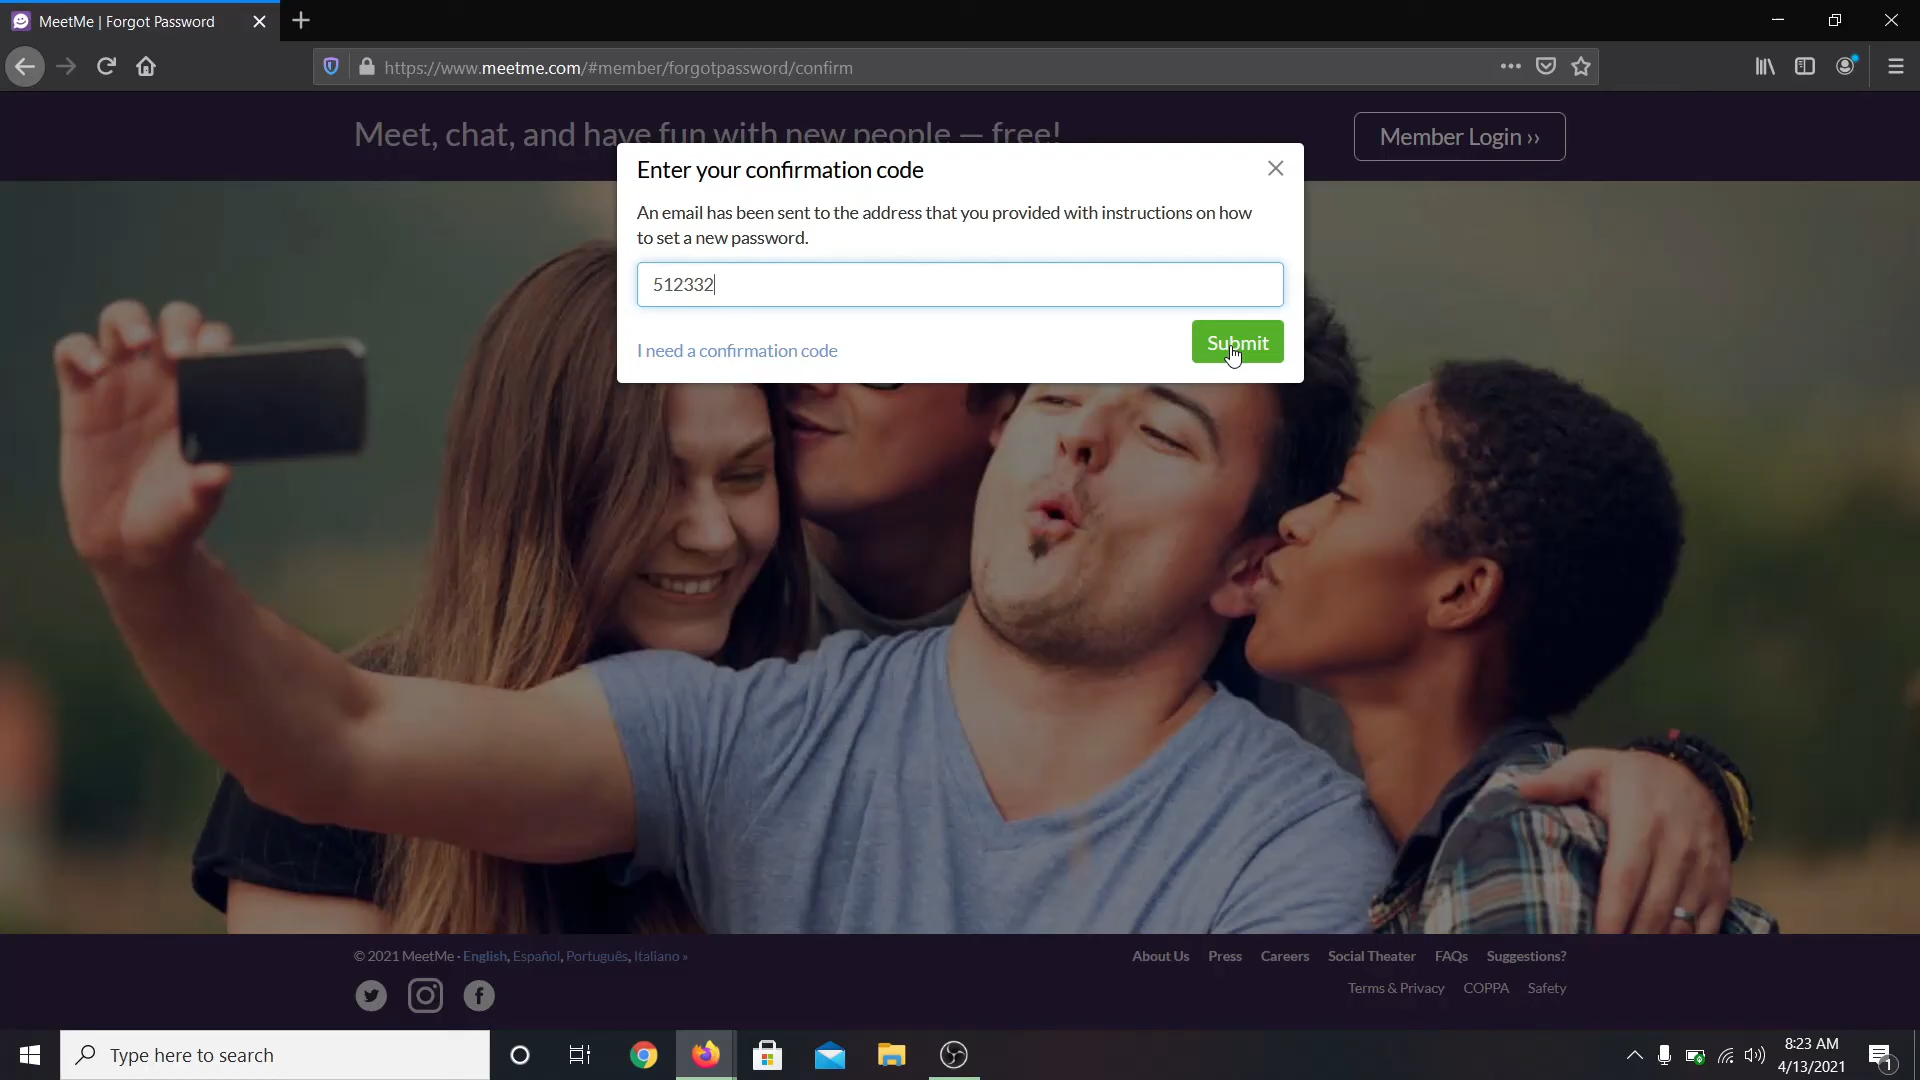 MeetMe | Forgot Password
https://www.meetme.com/#member/forgotpassword/confirm
Meet, chat, and have fun with new people — free!
Member Login ››
Enter your confirmation code
An email has been sent to the address that you provided with instructions on how
to set a new password.
512332
I need a confirmation code
Submit
© 2021 MeetMe · English, Español, Português, Italiano »
About Us Press Careers Social Theater FAQs Suggestions?
Terms & Privacy COPPA Safety
Type here to search
8:23 AM
4/13/2021
1